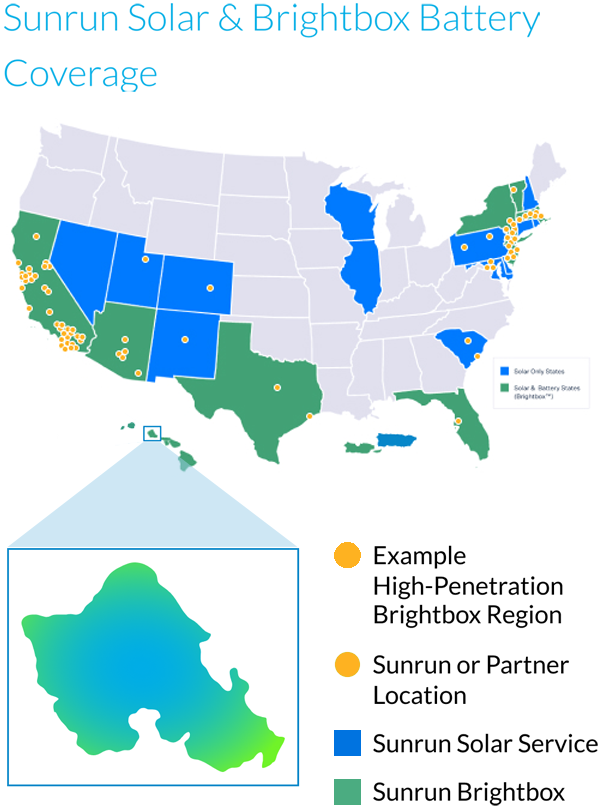 Sunrun Solar & Brightbox Battery
Coverage
Solar Only States
Solar & Battery States
(Brightbox™)
Example
High-Penetration
Brightbox Region
Sunrun or Partner
Location
Sunrun Solar Service
Sunrun Brightbox